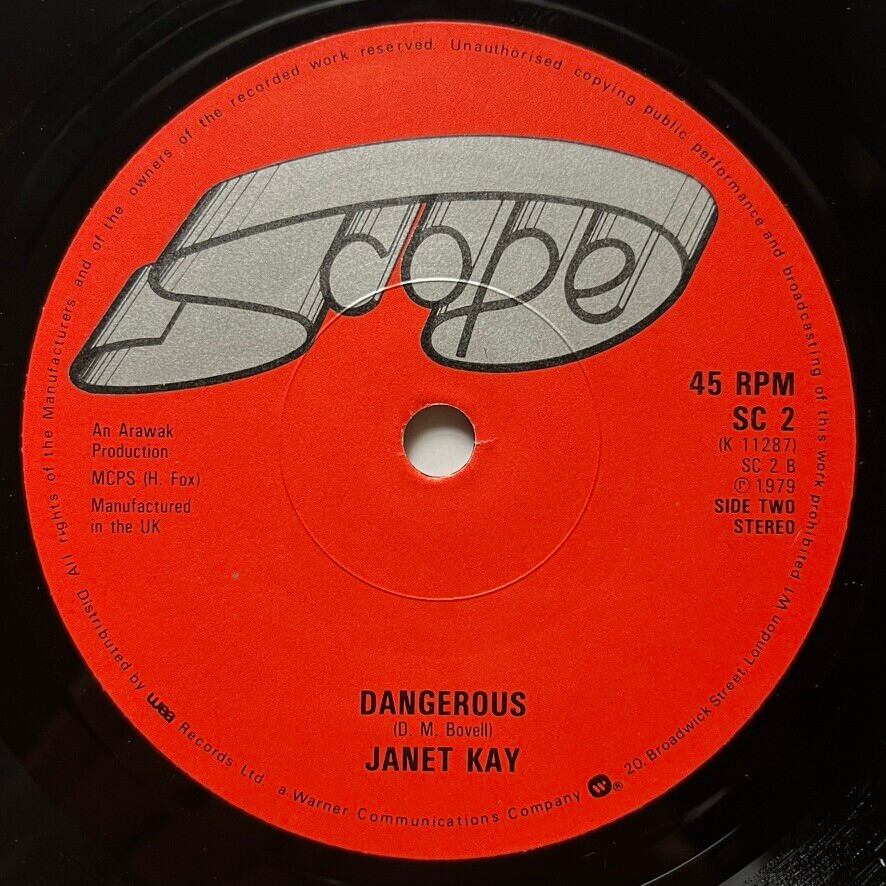 All rights of the Manufacturers and of the owners of the recorded work reserved. Unauthorised copying public performance and broadcasting of this work prohibited
Scope
45 RPM
SC 2
(K 11287)
SC 2 B
℗ 1979
SIDE TWO
STEREO
An Arawak
Production
MCPS (H. Fox)
Manufactured
in the UK
DANGEROUS
(D. M. Bovell)
JANET KAY
Distributed by wea Records Ltd. a Warner Communications Company ® 20, Broadwick Street, London W1